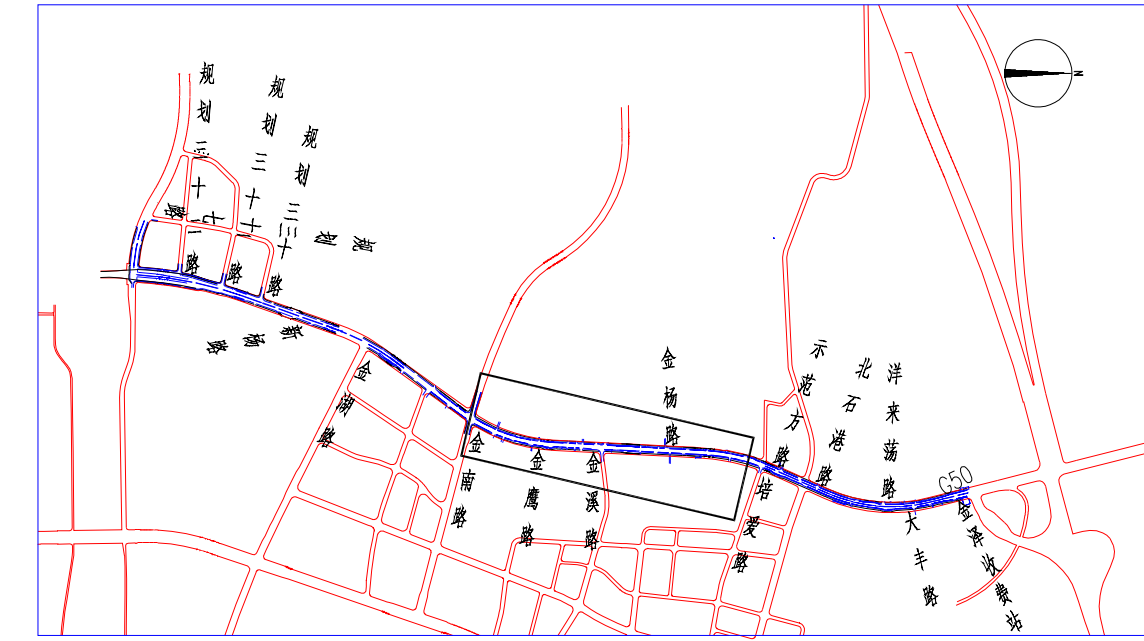 规划三十七路
规划三十一路
规划三十路
规划三二路
新杨路
金湖路
金南路
金鹰路
金溪路
金杨路
示范方路
北石港路
洋来荡路
培爱路
大丰路
G50
金泽收费站
N